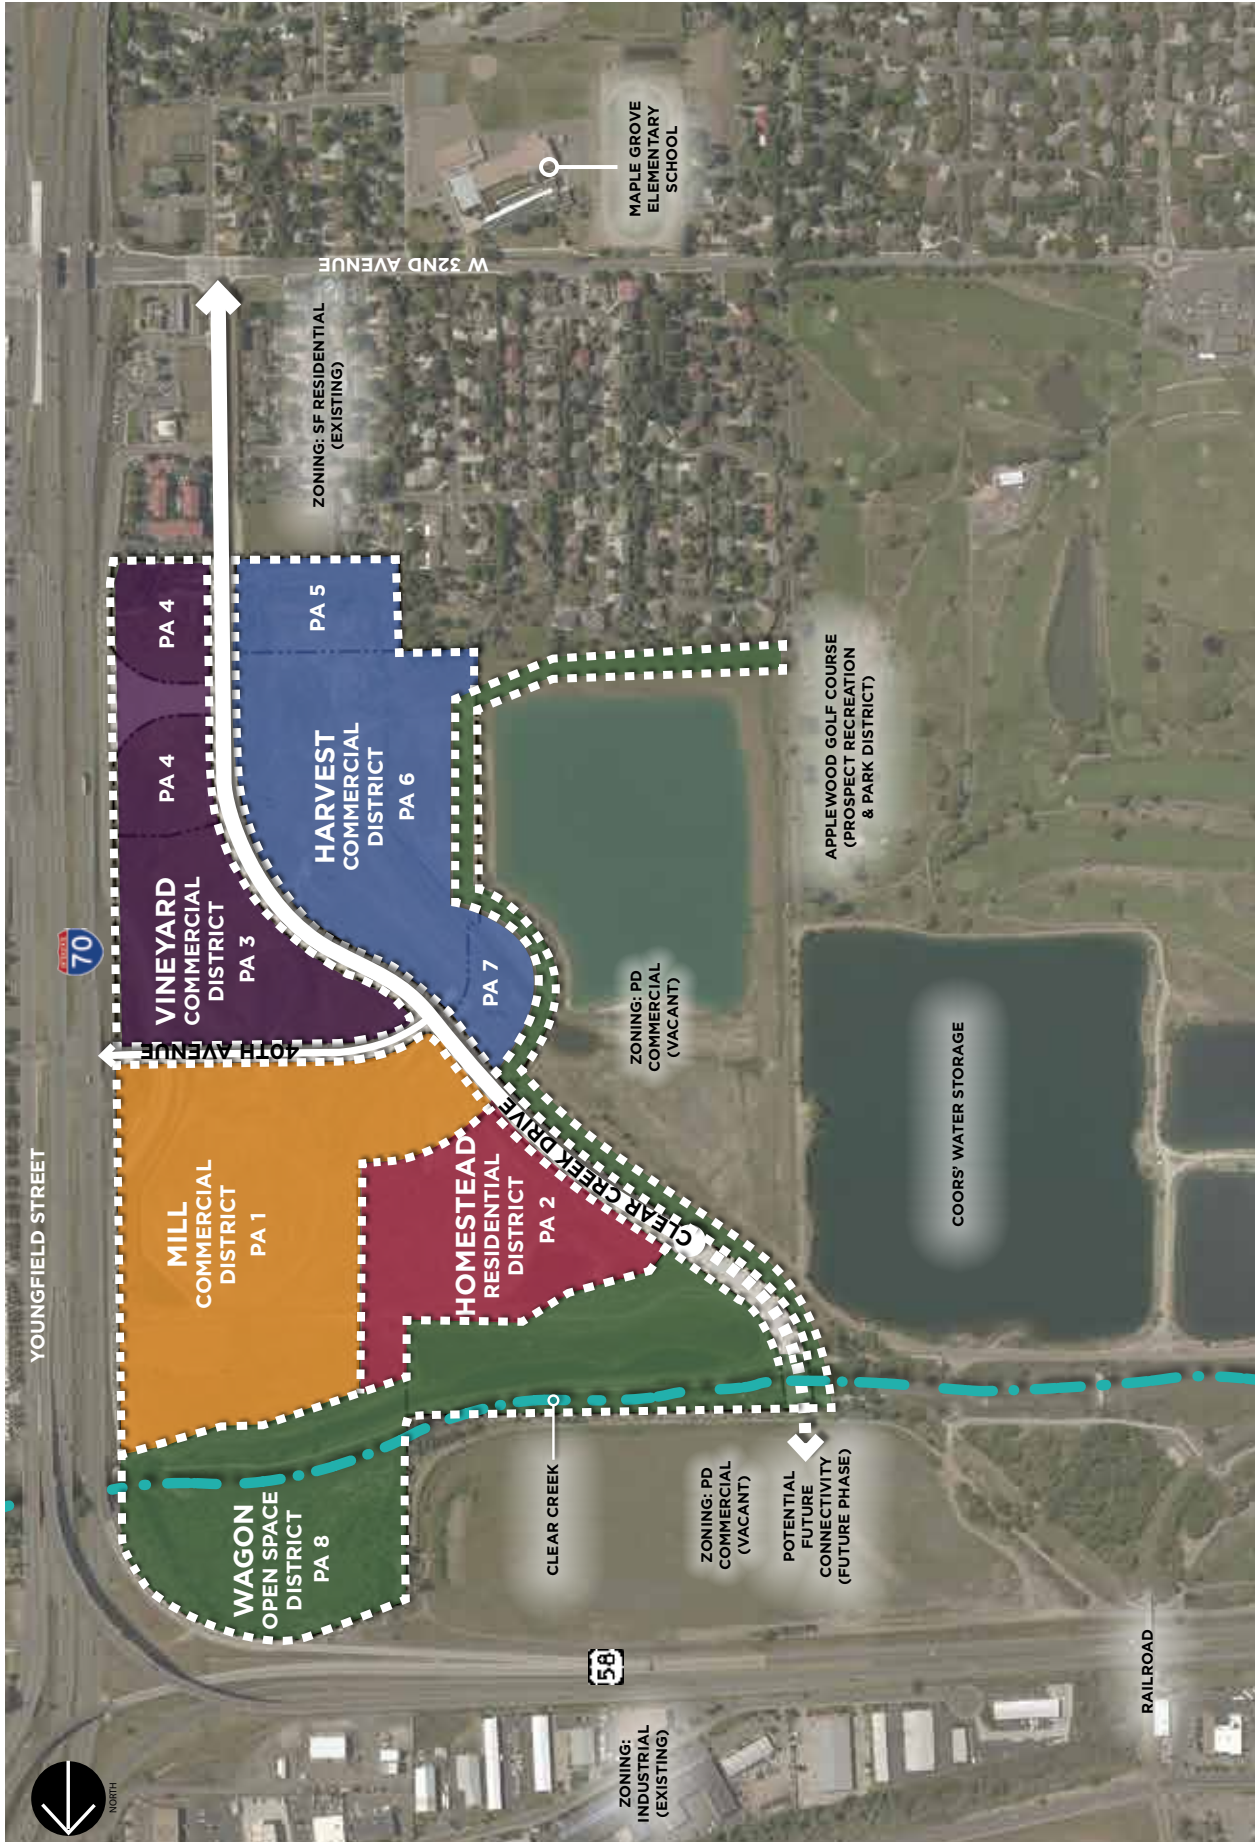 MAPLE GROVE
ELEMENTARY
SCHOOL
W 32ND AVENUE
ZONING: SF RESIDENTIAL
(EXISTING)
PA 4
PA 5
PA 4
HARVEST
COMMERCIAL
DISTRICT
PA 6
APPLEWOOD GOLF COURSE
(PROSPECT RECREATION
& PARK DISTRICT)
70
VINEYARD
COMMERCIAL
DISTRICT
PA 3
PA 7
ZONING: PD
COMMERCIAL
(VACANT)
40TH AVENUE
COORS' WATER STORAGE
CLEAR CREEK DRIVE
YOUNGFIELD STREET
MILL
COMMERCIAL
DISTRICT
PA 1
HOMESTEAD
RESIDENTIAL
DISTRICT
PA 2
WAGON
OPEN SPACE
DISTRICT
PA 8
CLEAR CREEK
ZONING: PD
COMMERCIAL
(VACANT)
POTENTIAL
FUTURE
CONNECTIVITY
(FUTURE PHASE)
58
RAILROAD
ZONING:
INDUSTRIAL
(EXISTING)
NORTH